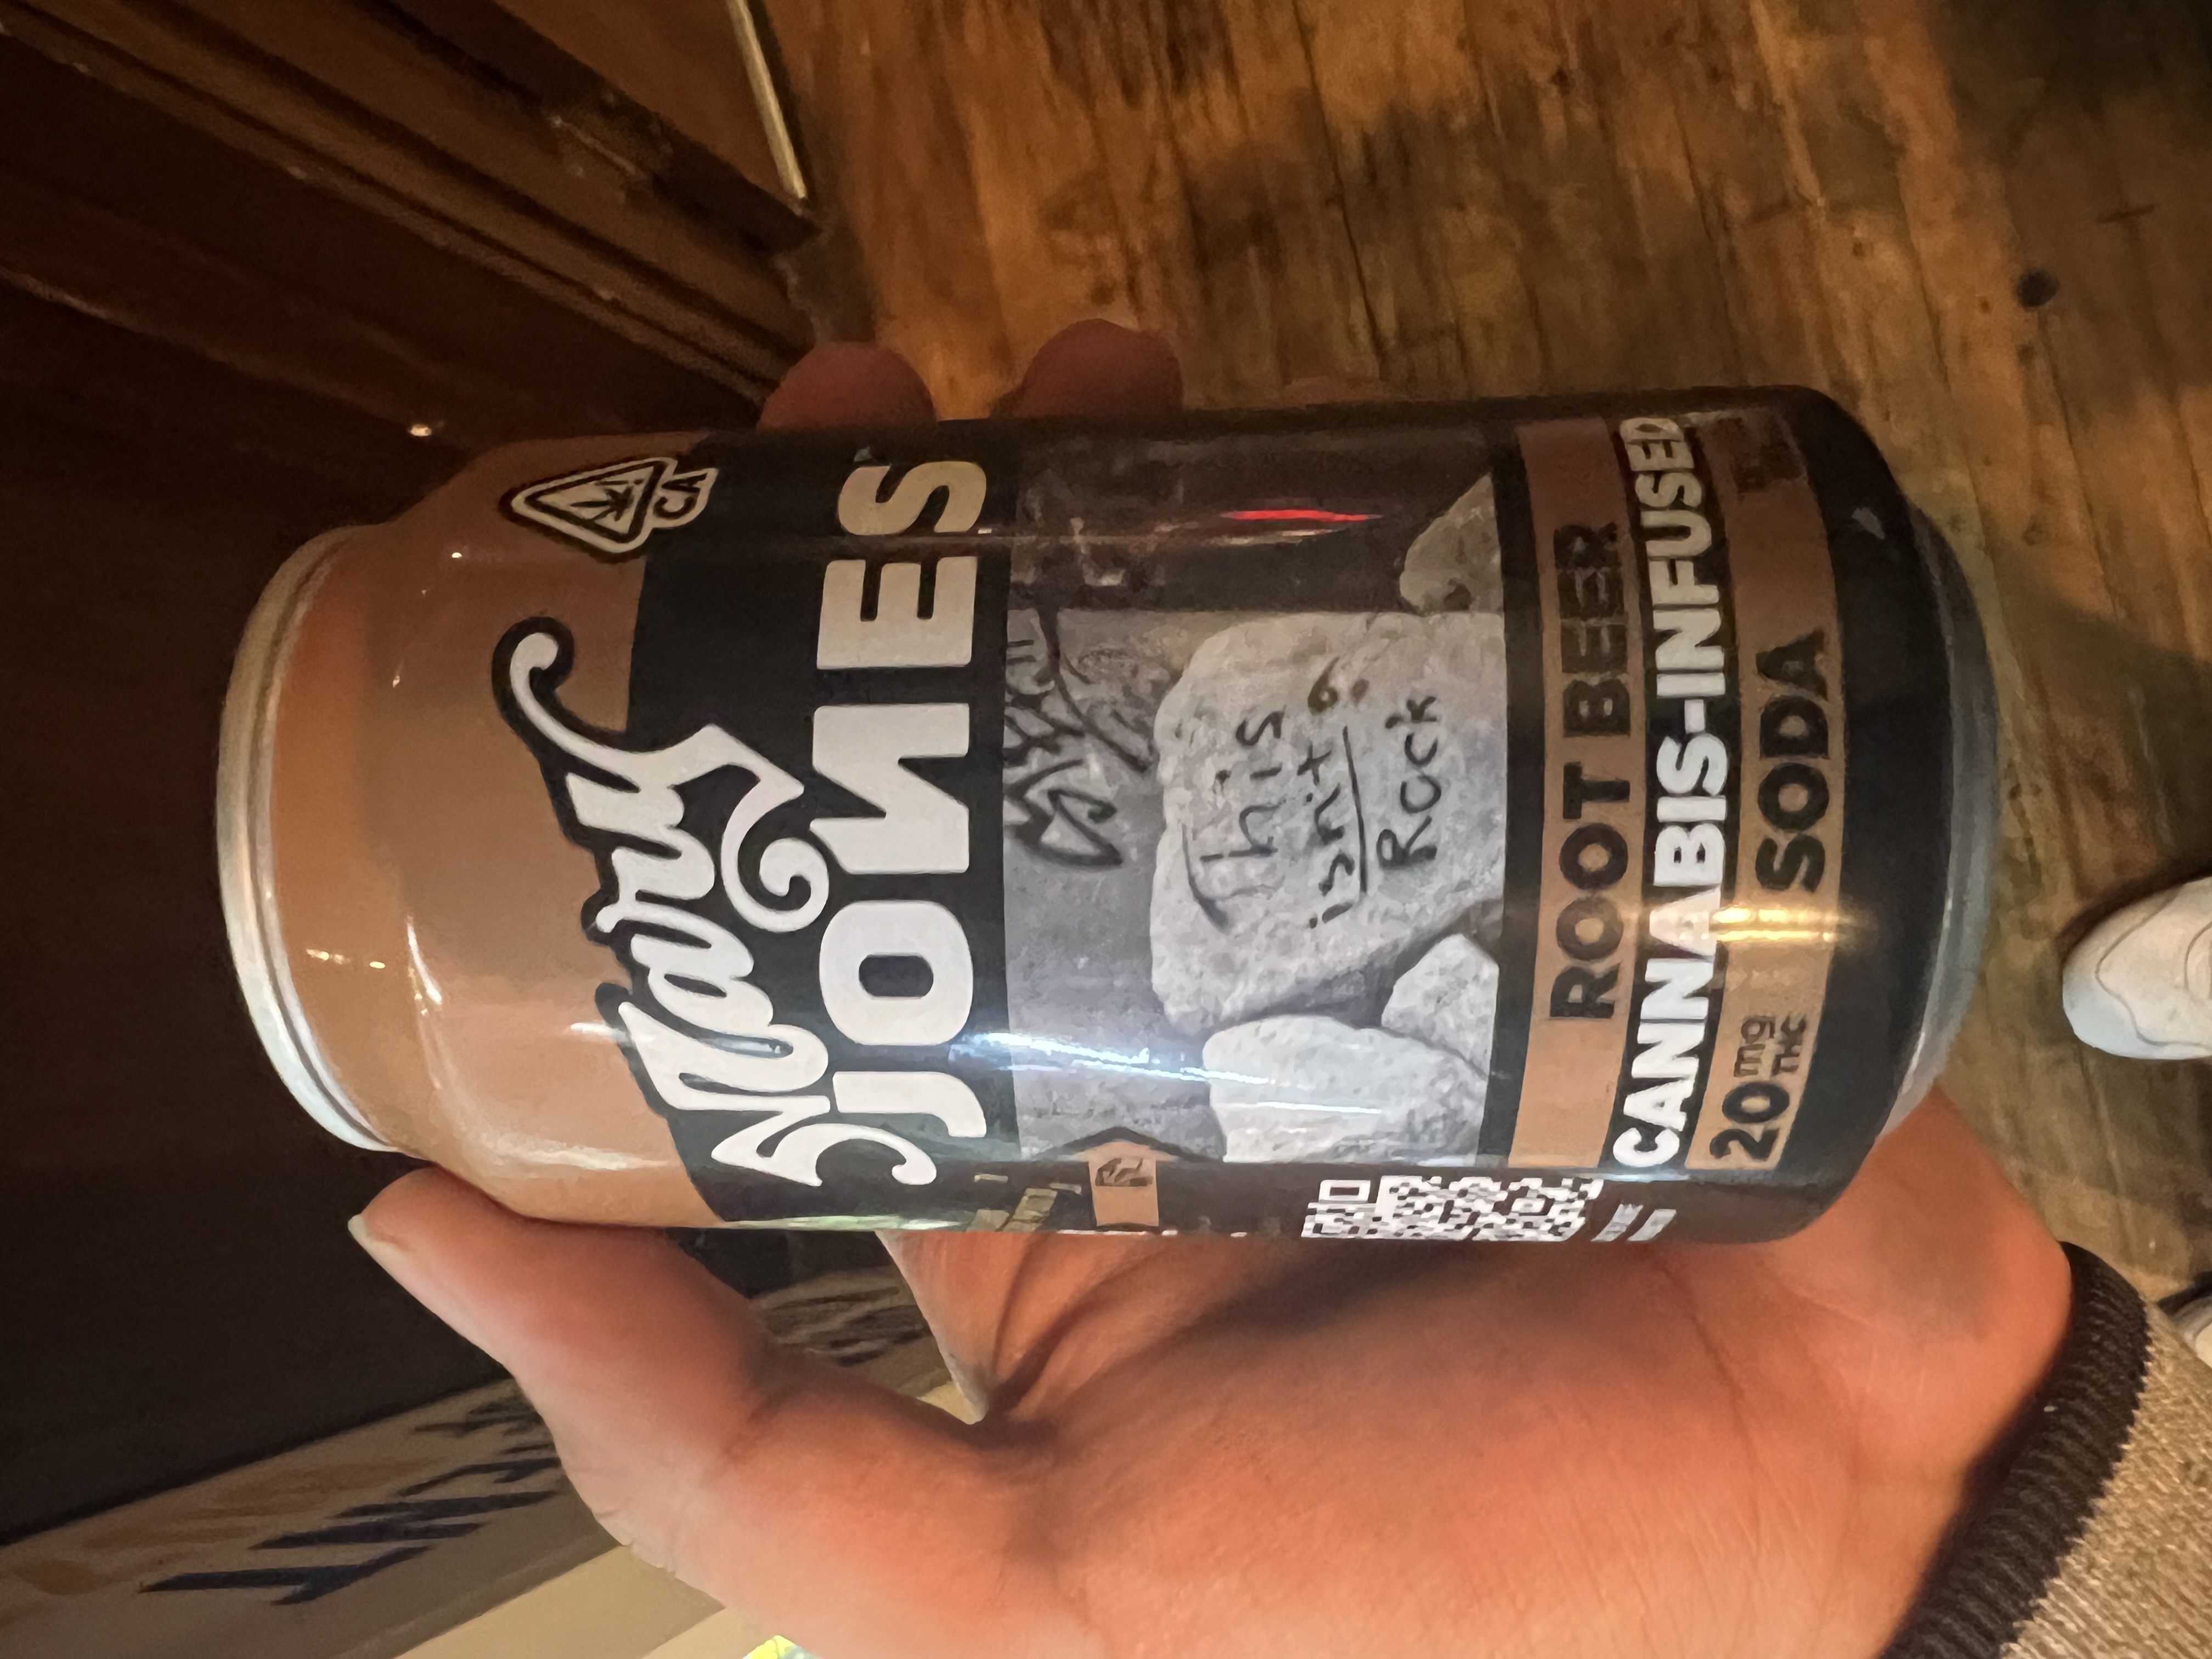 CA
Mary
JONES
This
isn't a
Rock
ROOT BEER
CANNABIS-INFUSED
20mg THC SODA